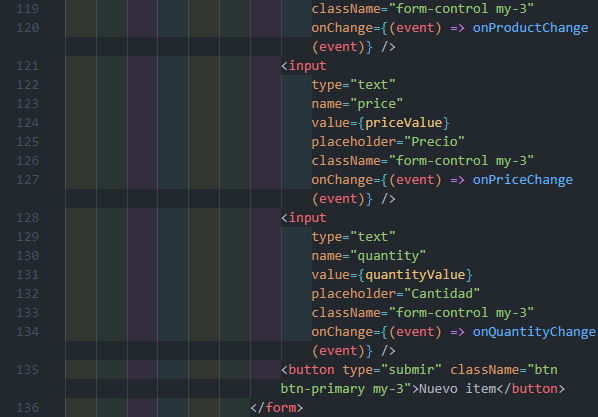 119 className="form-control my-3"
120 onChange={(event) => onProductChange
(event)} />
121 <input
122 type="text"
123 name="price"
124 value={priceValue}
125 placeholder="Precio"
126 className="form-control my-3"
127 onChange={(event) => onPriceChange
(event)} />
128 <input
129 type="text"
130 name="quantity"
131 value={quantityValue}
132 placeholder="Cantidad"
133 className="form-control my-3"
134 onChange={(event) => onQuantityChange
(event)} />
135 <button type="submir" className="btn
btn-primary my-3">Nuevo item</button>
136 </form>